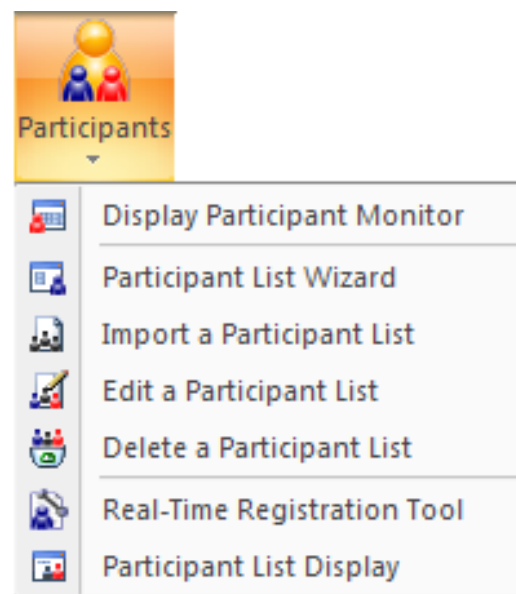 Participants
Display Participant Monitor
Participant List Wizard
Import a Participant List
Edit a Participant List
Delete a Participant List
Real-Time Registration Tool
Participant List Display